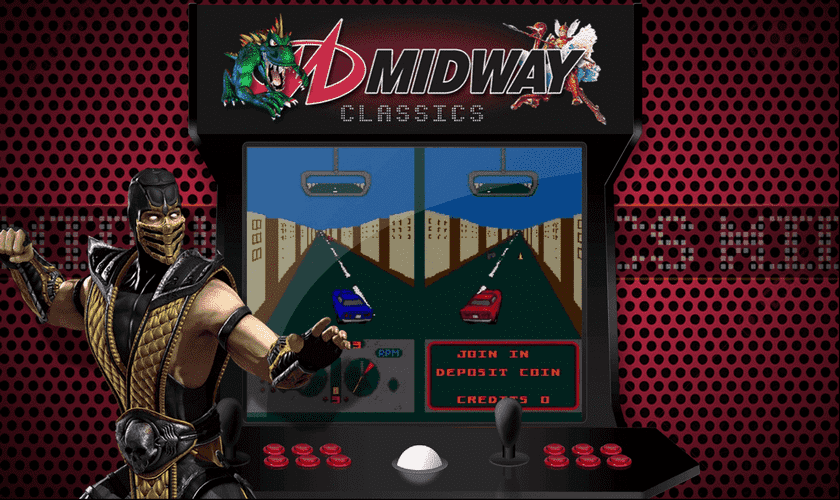 MIDWAY
CLASSICS
RPM
JOIN IN
DEPOSIT COIN
CREDITS 0